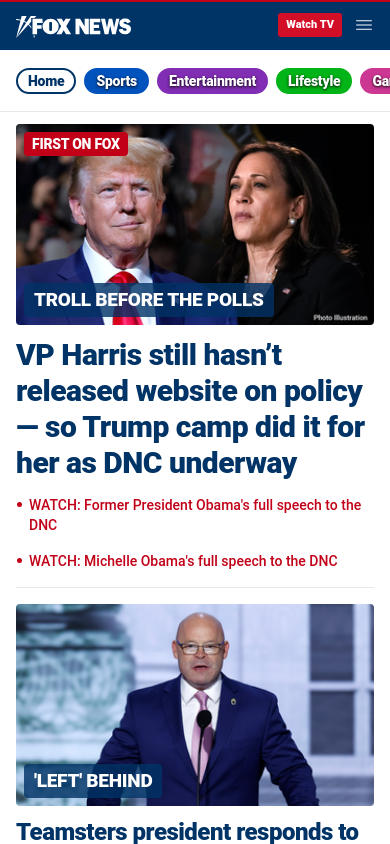 FOX NEWS
Watch TV
Home
Sports
Entertainment
Lifestyle
FIRST ON FOX
TROLL BEFORE THE POLLS
Photo Illustration
VP Harris still hasn’t
released website on policy
— so Trump camp did it for
her as DNC underway
• WATCH: Former President Obama's full speech to the
DNC
• WATCH: Michelle Obama's full speech to the DNC
'LEFT' BEHIND
Teamsters president responds to